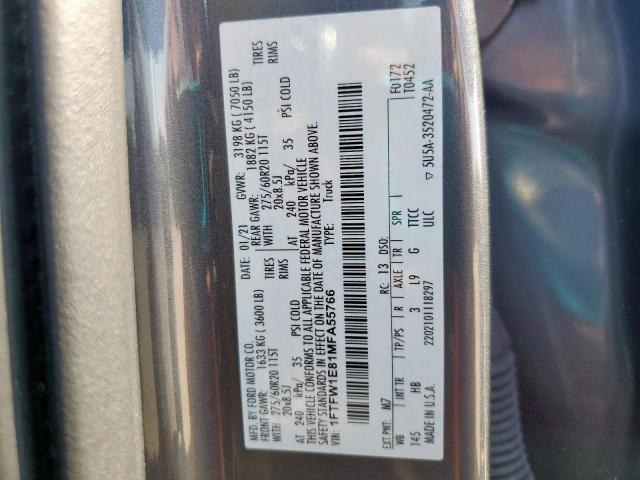 MFD. BY FORD MOTOR CO.
DATE: 01/21 GVWR: 3198 KG ( 7050 LB)
FRONT GAWR: 1633 KG ( 3600 LB) REAR GAWR: 1882 KG ( 4150 LB)
WITH 275/60R20 115T TIRES WITH 275/60R20 115T TIRES
20x8.5J RIMS 20x8.5J RIMS
AT 240 kPa/ 35 PSI COLD AT 240 kPa/ 35 PSI COLD
THIS VEHICLE CONFORMS TO ALL APPLICABLE FEDERAL MOTOR VEHICLE
SAFETY STANDARDS IN EFFECT ON THE DATE OF MANUFACTURE SHOWN ABOVE.
VIN: 1FTFW1E81MFA55766 TYPE: Truck
F0172
T0452
EXT PNT: M7 RC: 13 DSO:
WB INT TR TP/PS R AXLE TR SPR
145 HB 3 L9 G TTCC
MADE IN U.S.A. 2202101118297 ULC ▽ 5U5A-3520472-AA